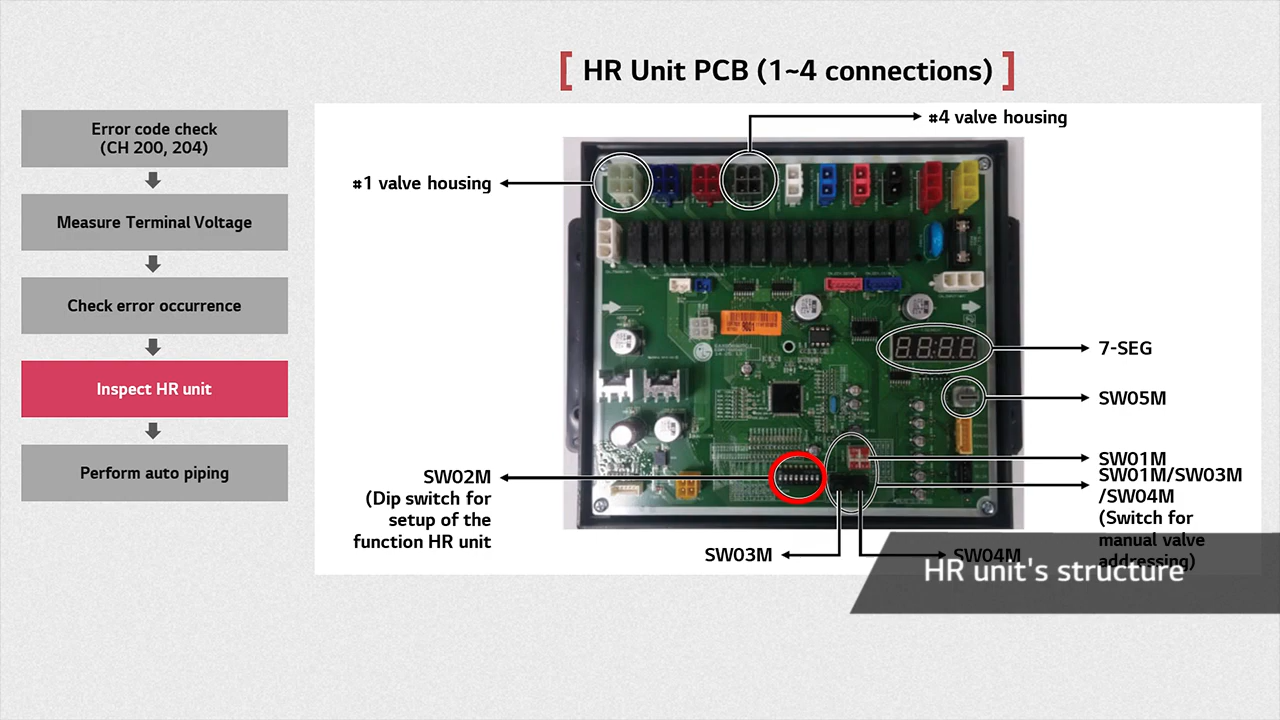 [ HR Unit PCB (1~4 connections) ]
Error code check
(CH 200, 204)
Measure Terminal Voltage
Check error occurrence
Inspect HR unit
Perform auto piping
#4 valve housing
#1 valve housing
7-SEG
SW05M
SW01M
SW01M/SW03M
/SW04M
(Switch for
manual valve
addressing)
SW02M
(Dip switch for
setup of the
function HR unit
SW03M
SW04M
HR unit's structure